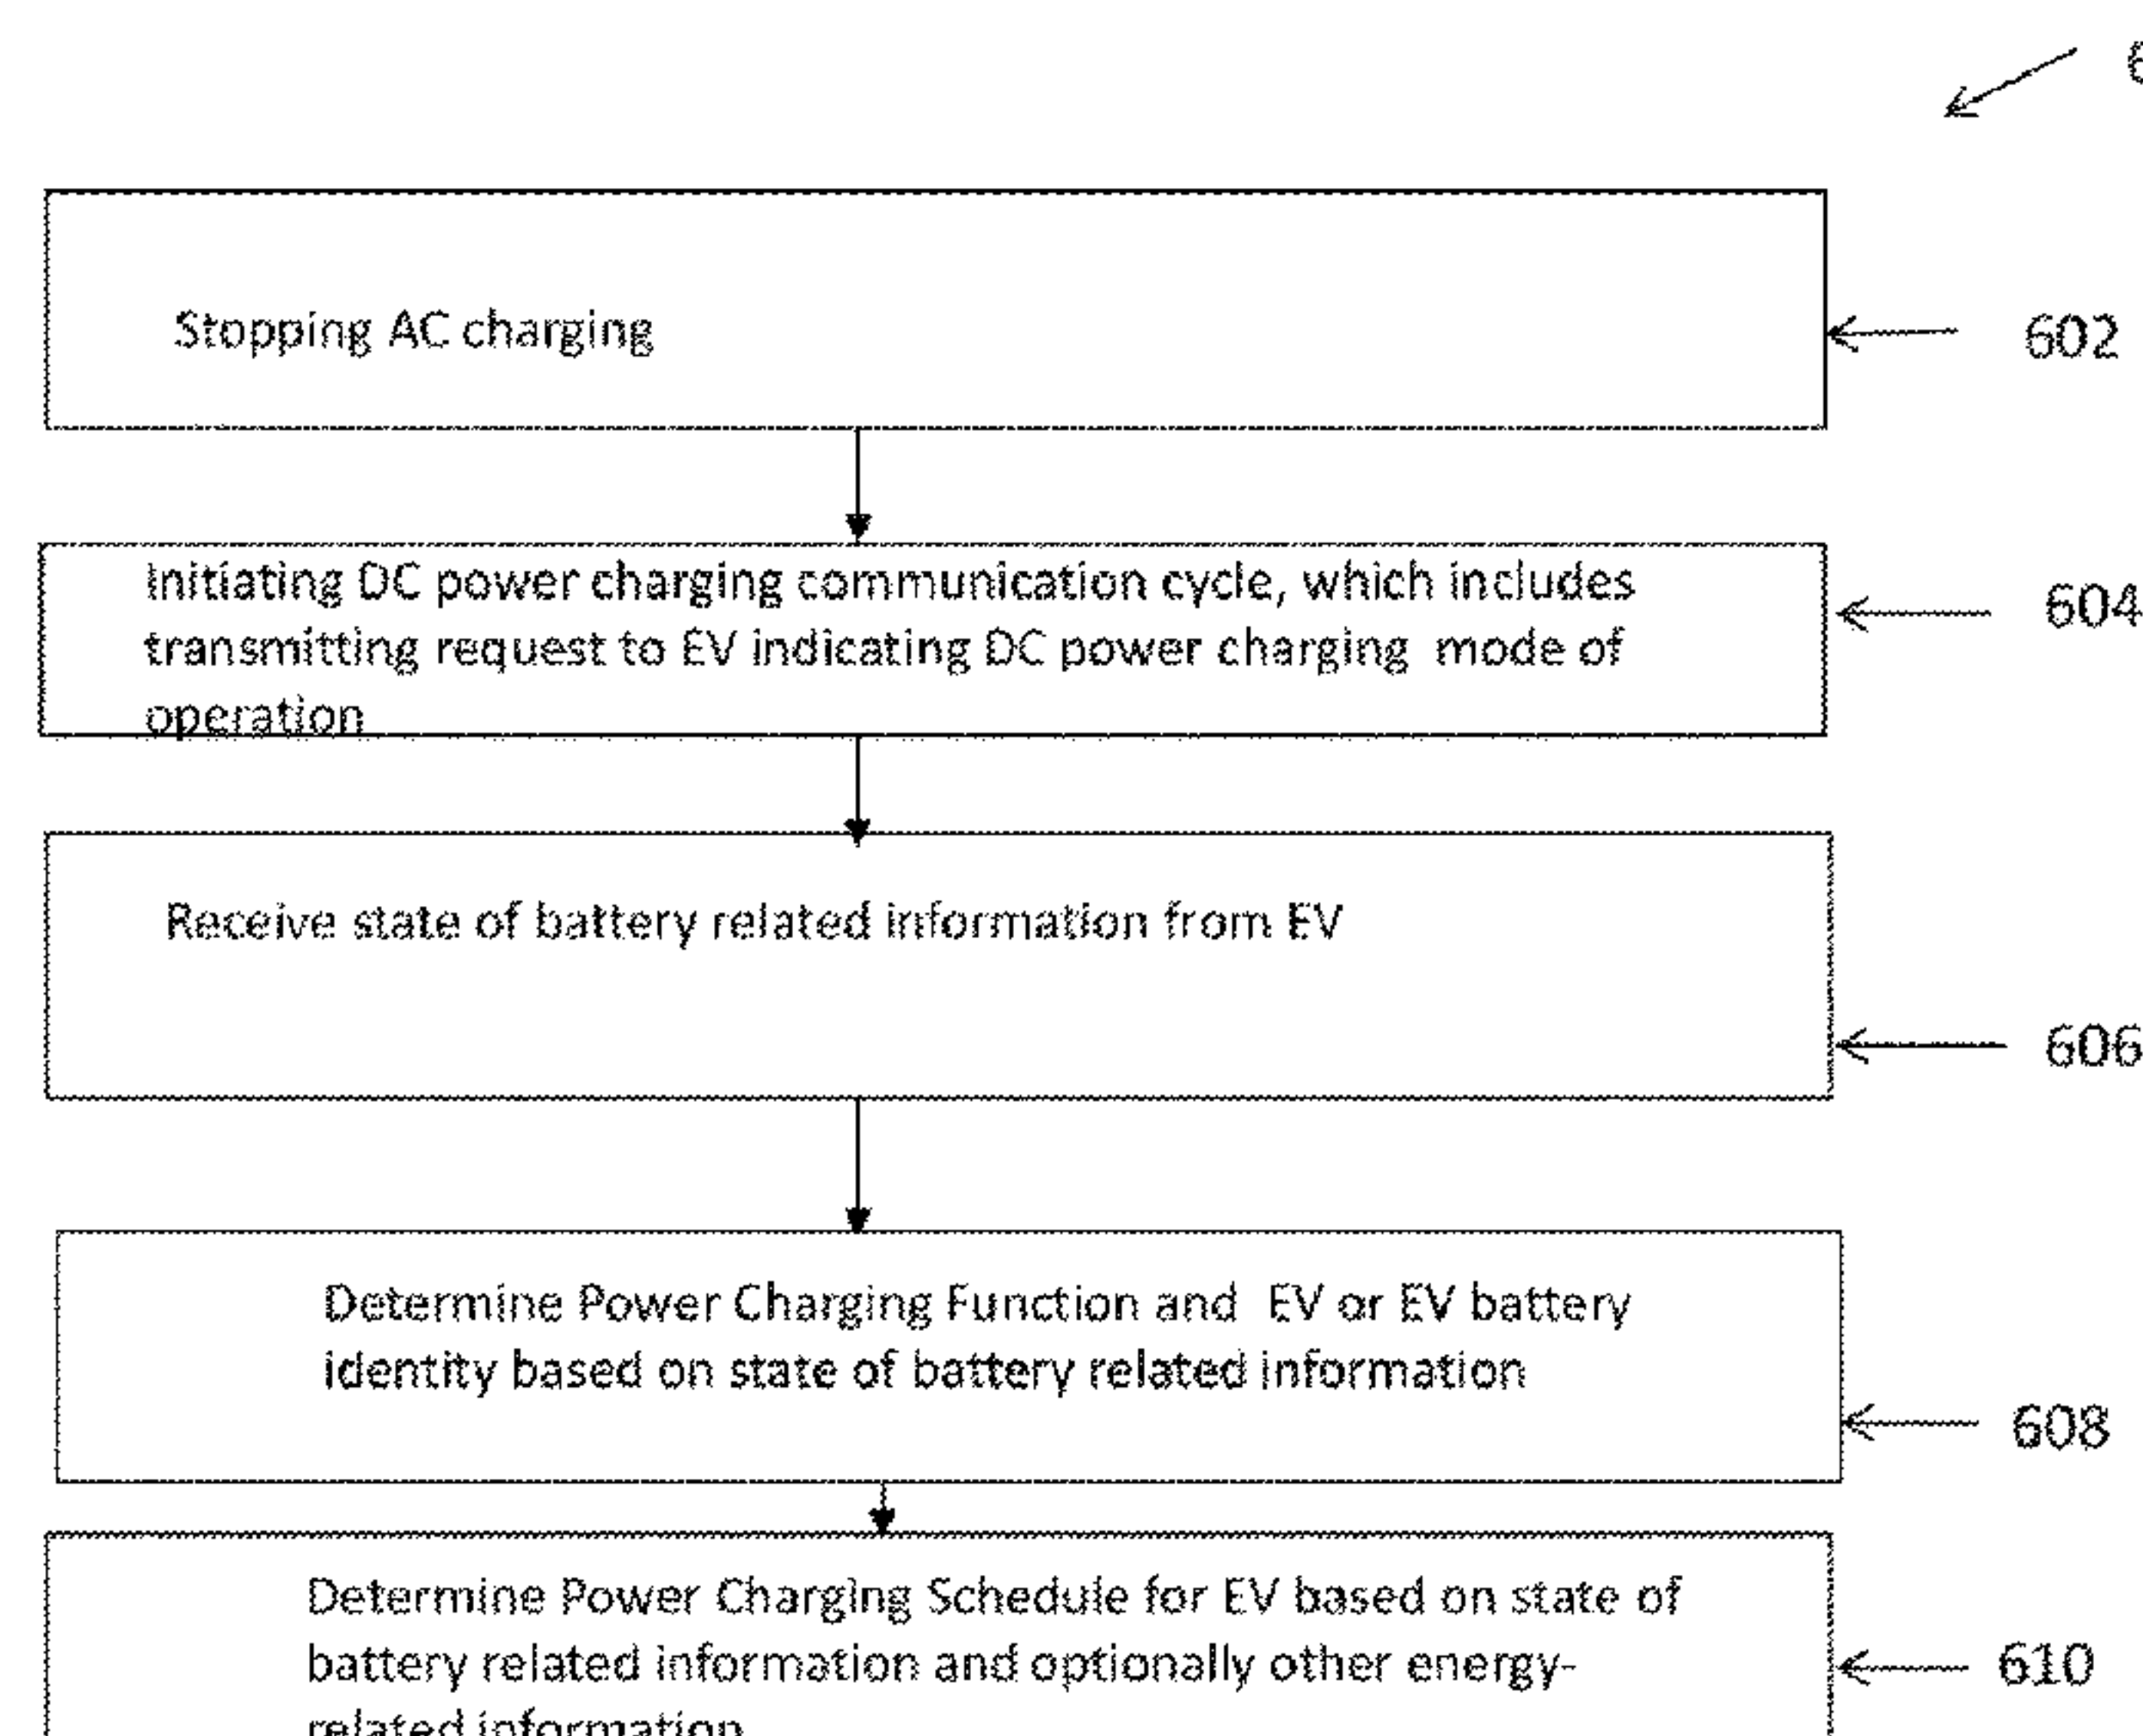 Stopping AC charging
602
Initiating DC power charging communication cycle, which includes
transmitting request to EV indicating DC power charging mode of
operation
604
Receive state of battery related information from EV
606
Determine Power Charging Function and EV or EV battery
identity based on state of battery related information
608
Determine Power Charging Schedule for EV based on state of
battery related information and optionally other energy-
related information
610